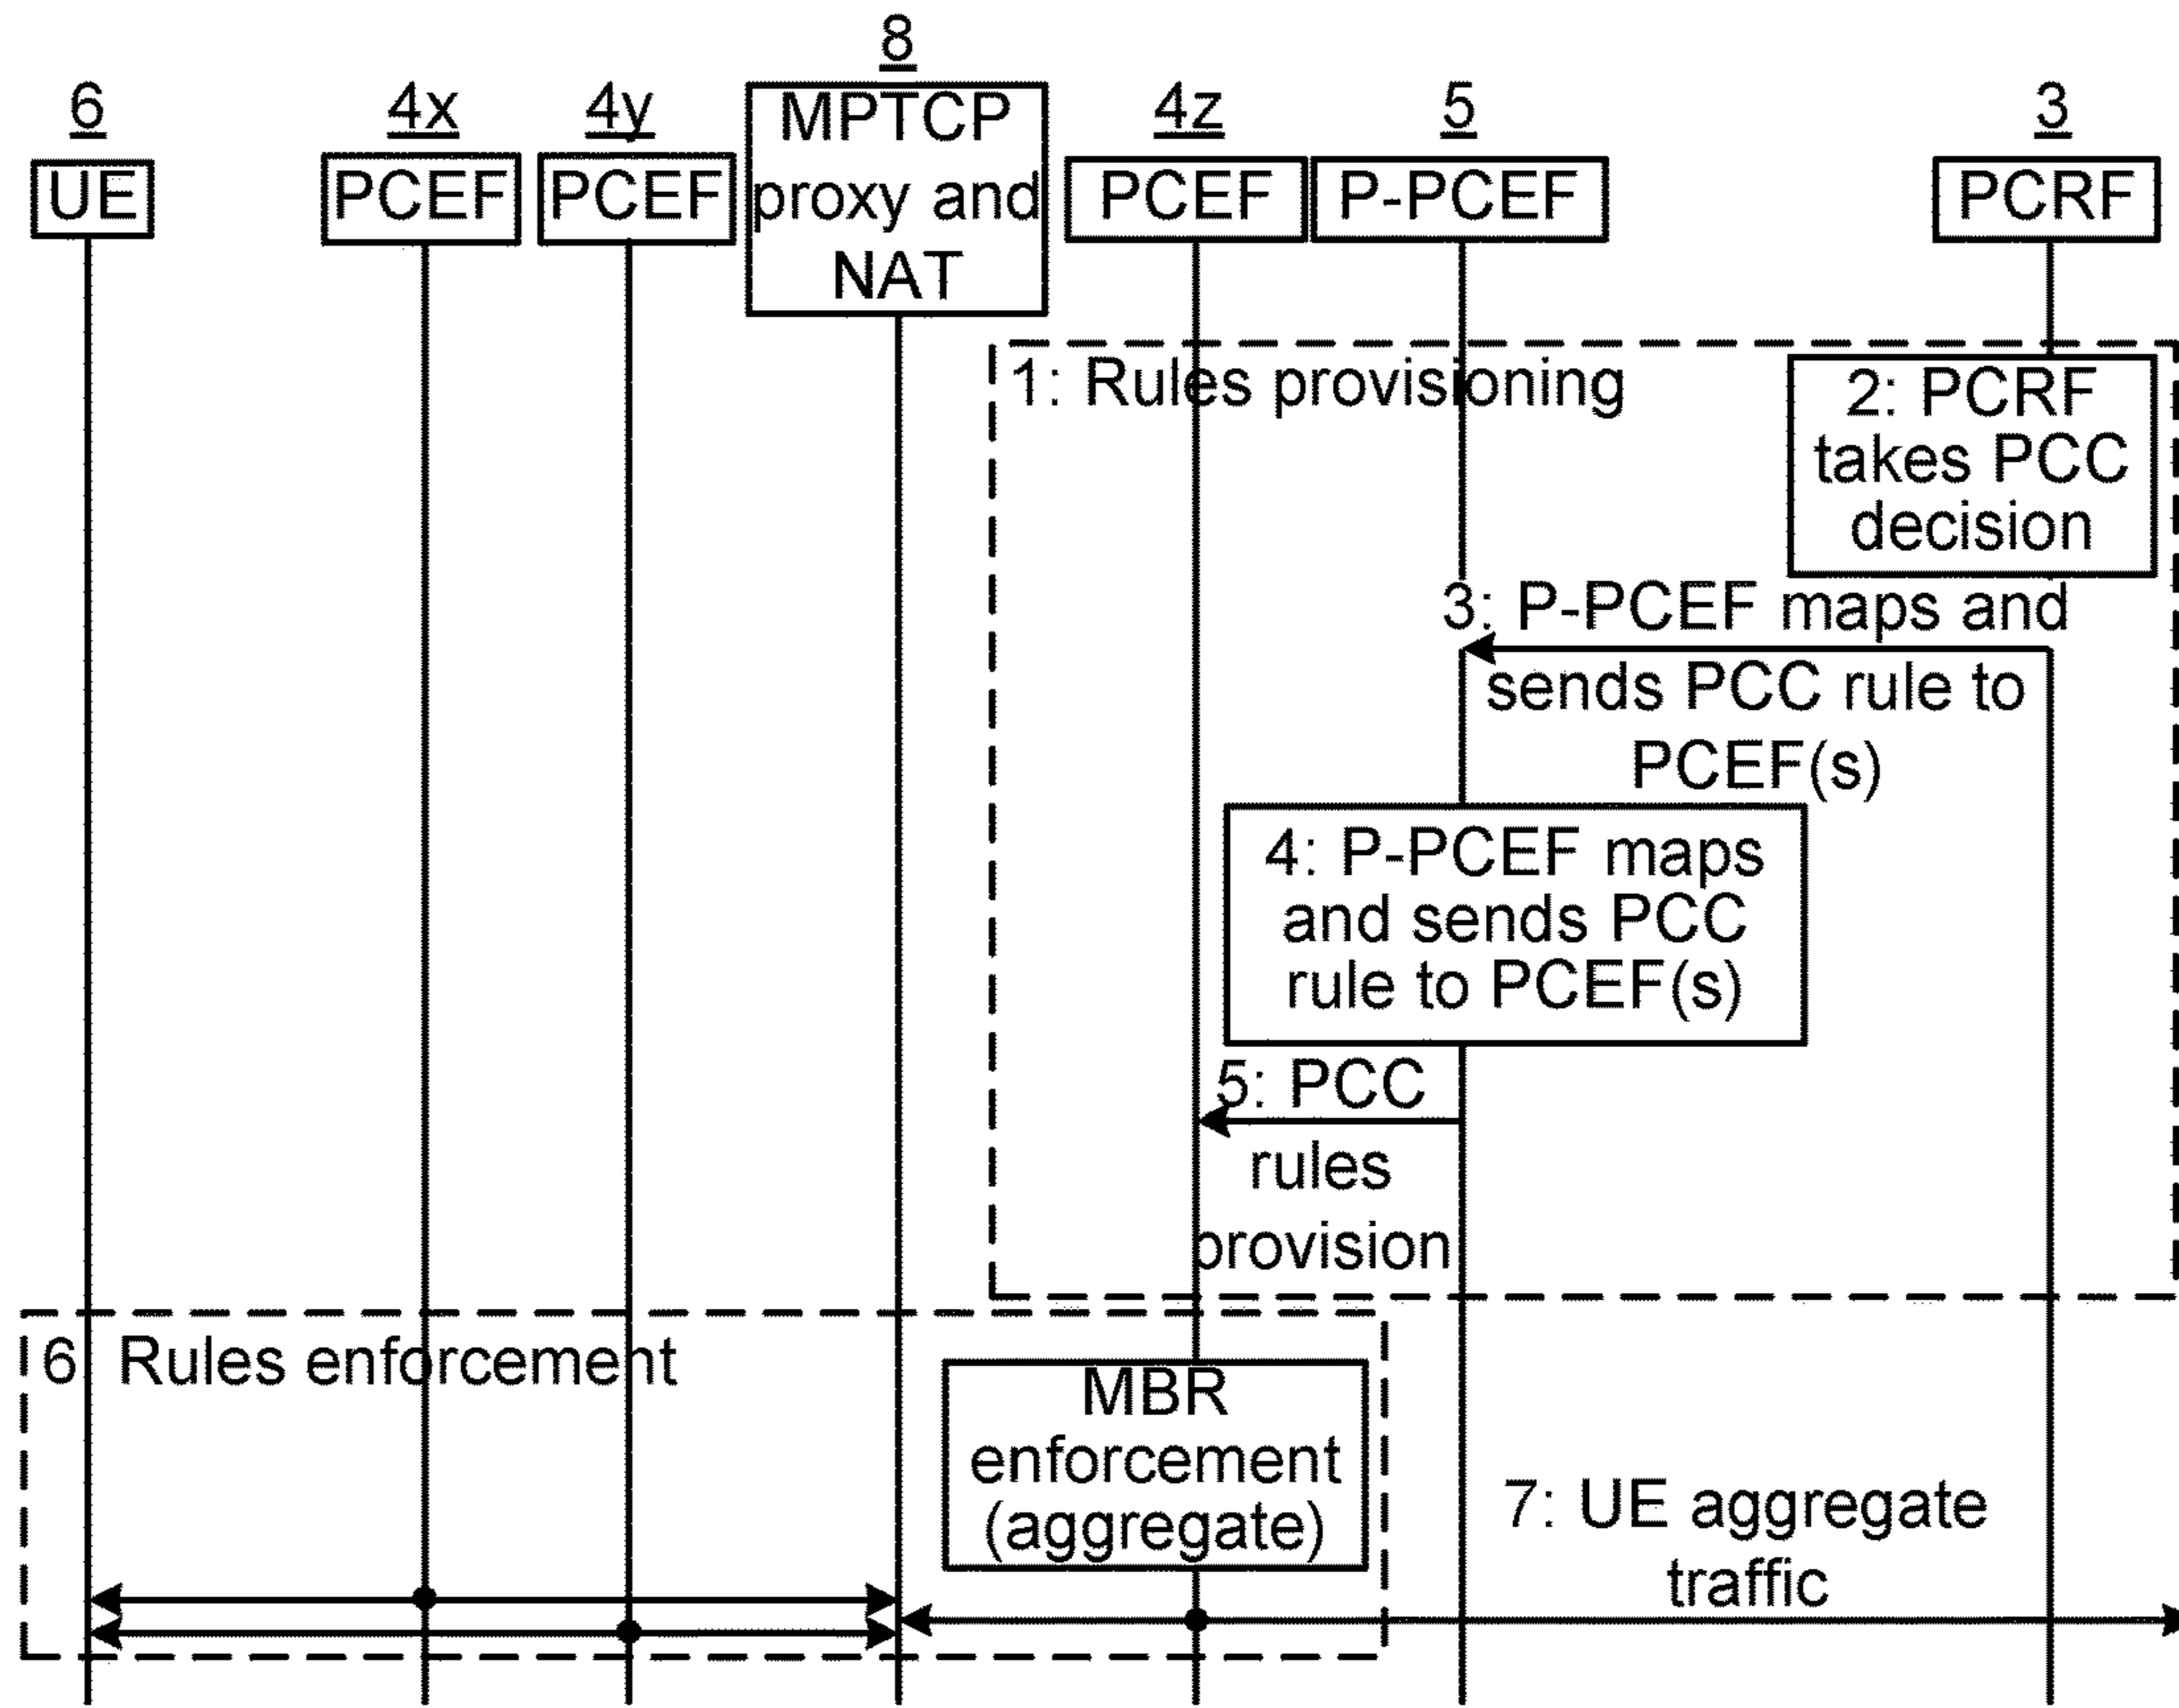 8
6
4x
4y
4z
5
3
UE
PCEF
PCEF
MPTCP
proxy and
NAT
PCEF
P-PCEF
PCRF
1: Rules provisioning
2: PCRF
takes PCC
decision
3: P-PCEF maps and
sends PCC rule to
PCEF(s)
4: P-PCEF maps
and sends PCC
rule to PCEF(s)
5: PCC
rules
provision
6 Rules enforcement
MBR
enforcement
(aggregate)
7: UE aggregate
traffic